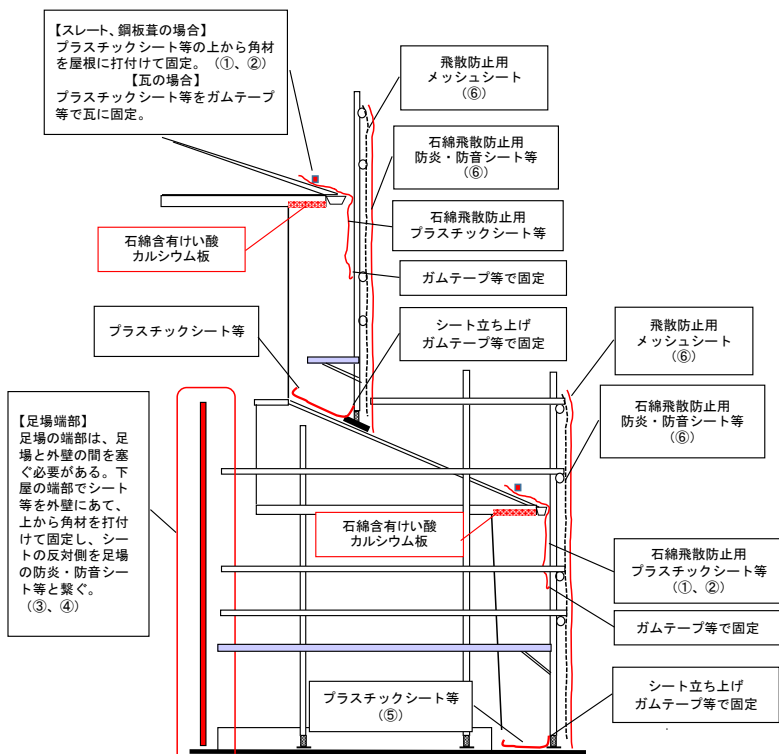 【スレート、鋼板葺の場合】
プラスチックシート等の上から角材
を屋根に打付けて固定。（①、②）
【瓦の場合】
プラスチックシート等をガムテープ
等で瓦に固定。
飛散防止用
メッシュシート
（⑥）
石綿飛散防止用
防炎・防音シート等
（⑥）
石綿飛散防止用
プラスチックシート等
石綿含有けい酸
カルシウム板
ガムテープ等で固定
プラスチックシート等
シート立ち上げ
ガムテープ等で固定
飛散防止用
メッシュシート
（⑥）
石綿飛散防止用
防炎・防音シート等
（⑥）
【足場端部】
足場の端部は、足
場と外壁の間を塞
ぐ必要がある。下
屋の端部でシート
等を外壁にあて、
上から角材を打付
けて固定し、シート
の反対側を足場
の防炎・防音シー
ト等と繋ぐ。
（③、④）
石綿含有けい酸
カルシウム板
石綿飛散防止用
プラスチックシート等
（①、②）
ガムテープ等で固定
プラスチックシート等
（⑤）
シート立ち上げ
ガムテープ等で固定